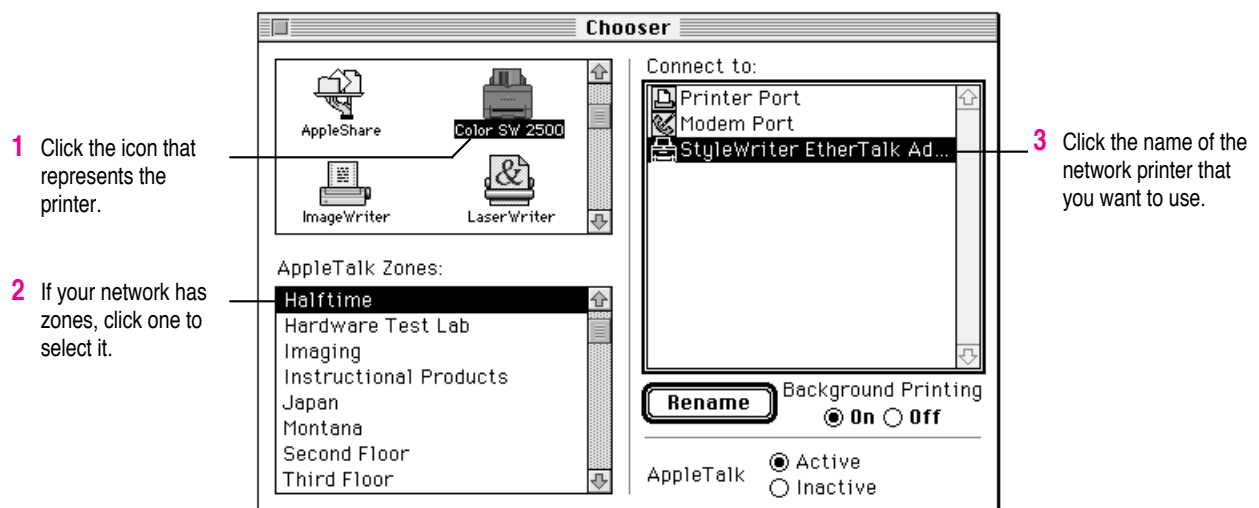 Chooser
1 Click the icon that
represents the
printer.
AppleShare
Color SW 2500
ImageWriter
LaserWriter
2 If your network has
zones, click one to
select it.
AppleTalk Zones:
Halftime
Hardware Test Lab
Imaging
Instructional Products
Japan
Montana
Second Floor
Third Floor
Connect to:
Printer Port
Modem Port
StyleWriter EtherTalk Ad...
3 Click the name of the
network printer that
you want to use.
Rename
Background Printing
On Off
AppleTalk
Active
Inactive